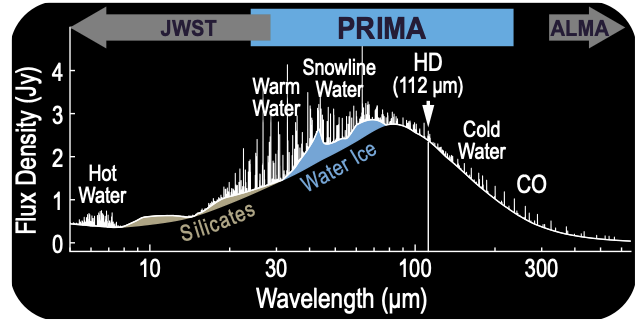 JWST
PRIMA
ALMA
Flux Density (Jy)
4
3
2
1
0
Hot
Water
Warm
Water
Snowline
Water
HD
(112 µm)
Cold
Water
CO
Silicates
Water Ice
10
30
100
300
Wavelength (µm)